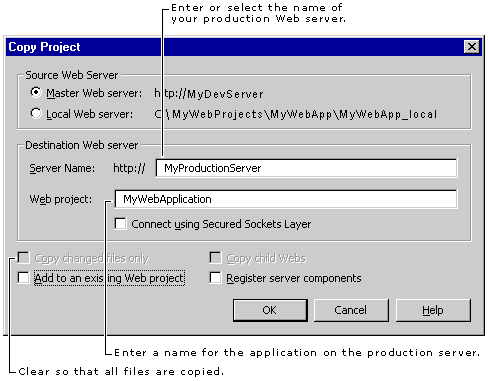 Enter or select the name of
your production Web server.
Copy Project
Source Web Server
Master Web server: http://MyDevServer
Local Web server: C:\MyWebProjects\MyWebApp\MyWebApp_local
Destination Web server
Server Name: http:// MyProductionServer
Web project: MyWebApplication
Connect using Secured Sockets Layer
Copy changed files only Copy child Webs
Add to an existing Web project Register server components
OK Cancel Help
Enter a name for the application on the production server.
Clear so that all files are copied.